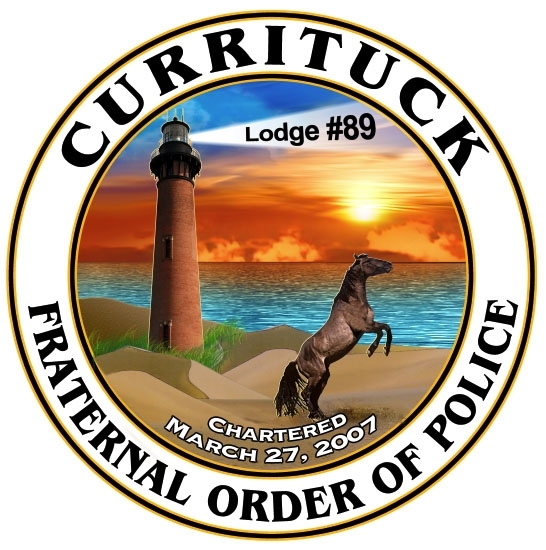 CURRITUCK
Lodge #89
CHARTERED
MARCH 27, 2007
FRATERNAL ORDER OF POLICE